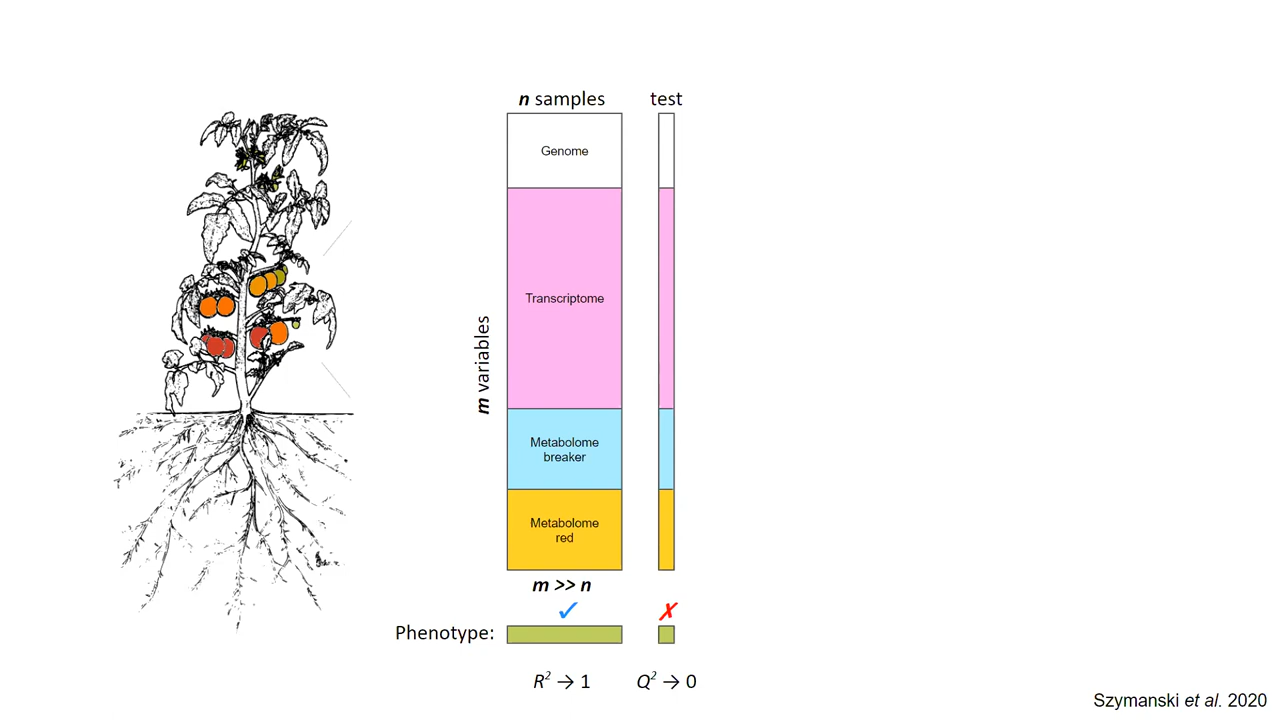 n samples
test
Genome
Transcriptome
Metabolome
breaker
Metabolome
red
m variables
m >> n
✓
✗
Phenotype:
R² → 1
Q² → 0
Szymanski et al. 2020